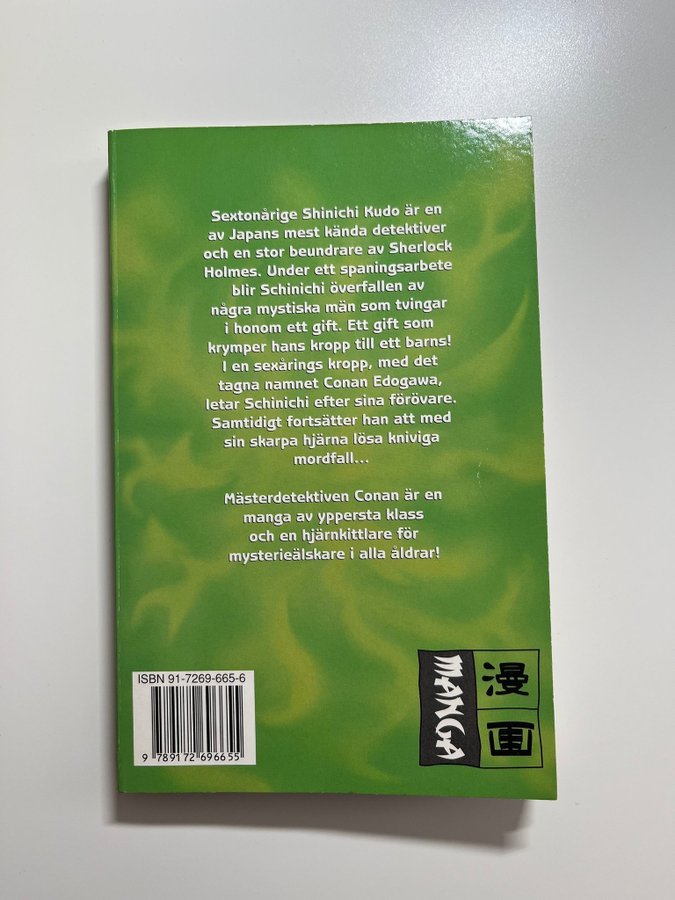 Sextonårige Shinichi Kudo är en
av Japans mest kända detektiver
och en stor beundrare av Sherlock
Holmes. Under ett spaningsarbete
blir Schinichi överfallen av
några mystiska män som tvingar
i honom ett gift. Ett gift som
krymper hans kropp till ett barns!
I en sexårings kropp, med det
tagna namnet Conan Edogawa,
letar Schinichi efter sina förövare.
Samtidigt fortsätter han att med
sin skarpa hjärna lösa kniviga
mordfall...
Mästerdetektiven Conan är en
manga av yppersta klass
och en hjärnkittlare för
mysterieälskare i alla åldrar!
ISBN 91-7269-665-6
9 789172 696655
MANGA
漫画